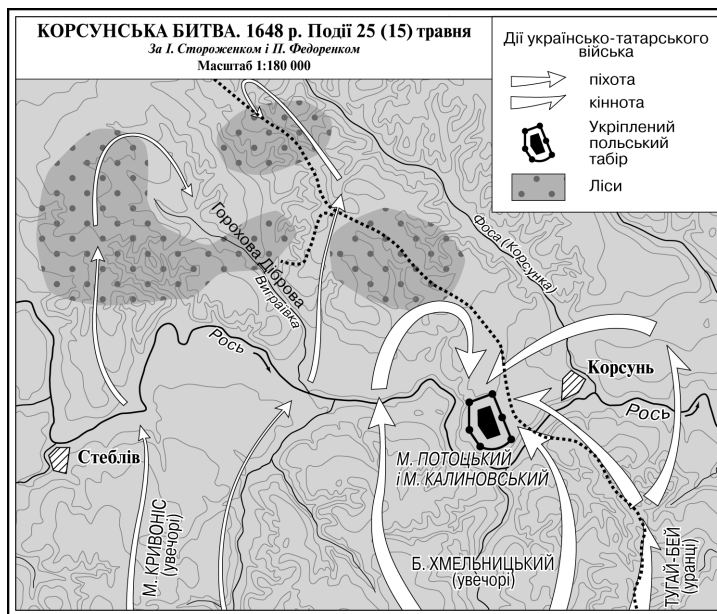 КОРСУНСЬКА БИТВА. 1648 р. Події 25 (15) травня
За І. Стороженком і П. Федоренком
Масштаб 1:180 000
Дії українсько-татарського
війська
піхота
кіннота
Укріплений
польський
табір
Ліси
Горохова Діброва
Виграївка
Фоса (Корсунка)
Рось
Корсунь
Рось
Стеблів
М. ПОТОЦЬКИЙ
і М. КАЛИНОВСЬКИЙ
М. КРИВОНІС
(увечорі)
Б. ХМЕЛЬНИЦЬКИЙ
(увечорі)
ТУГАЙ-БЕЙ
(уранці)